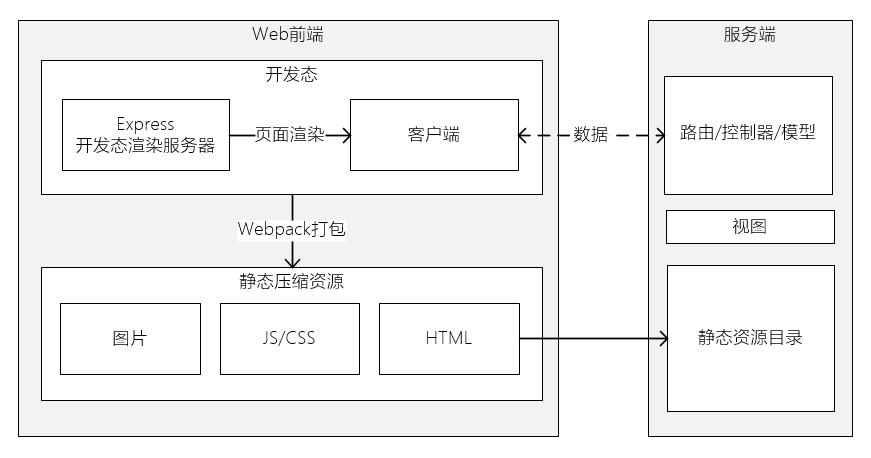 Web前端
开发态
Express
开发态渲染服务器
页面渲染
客户端
Webpack打包
静态压缩资源
图片
JS/CSS
HTML
数据
服务端
路由/控制器/模型
视图
静态资源目录